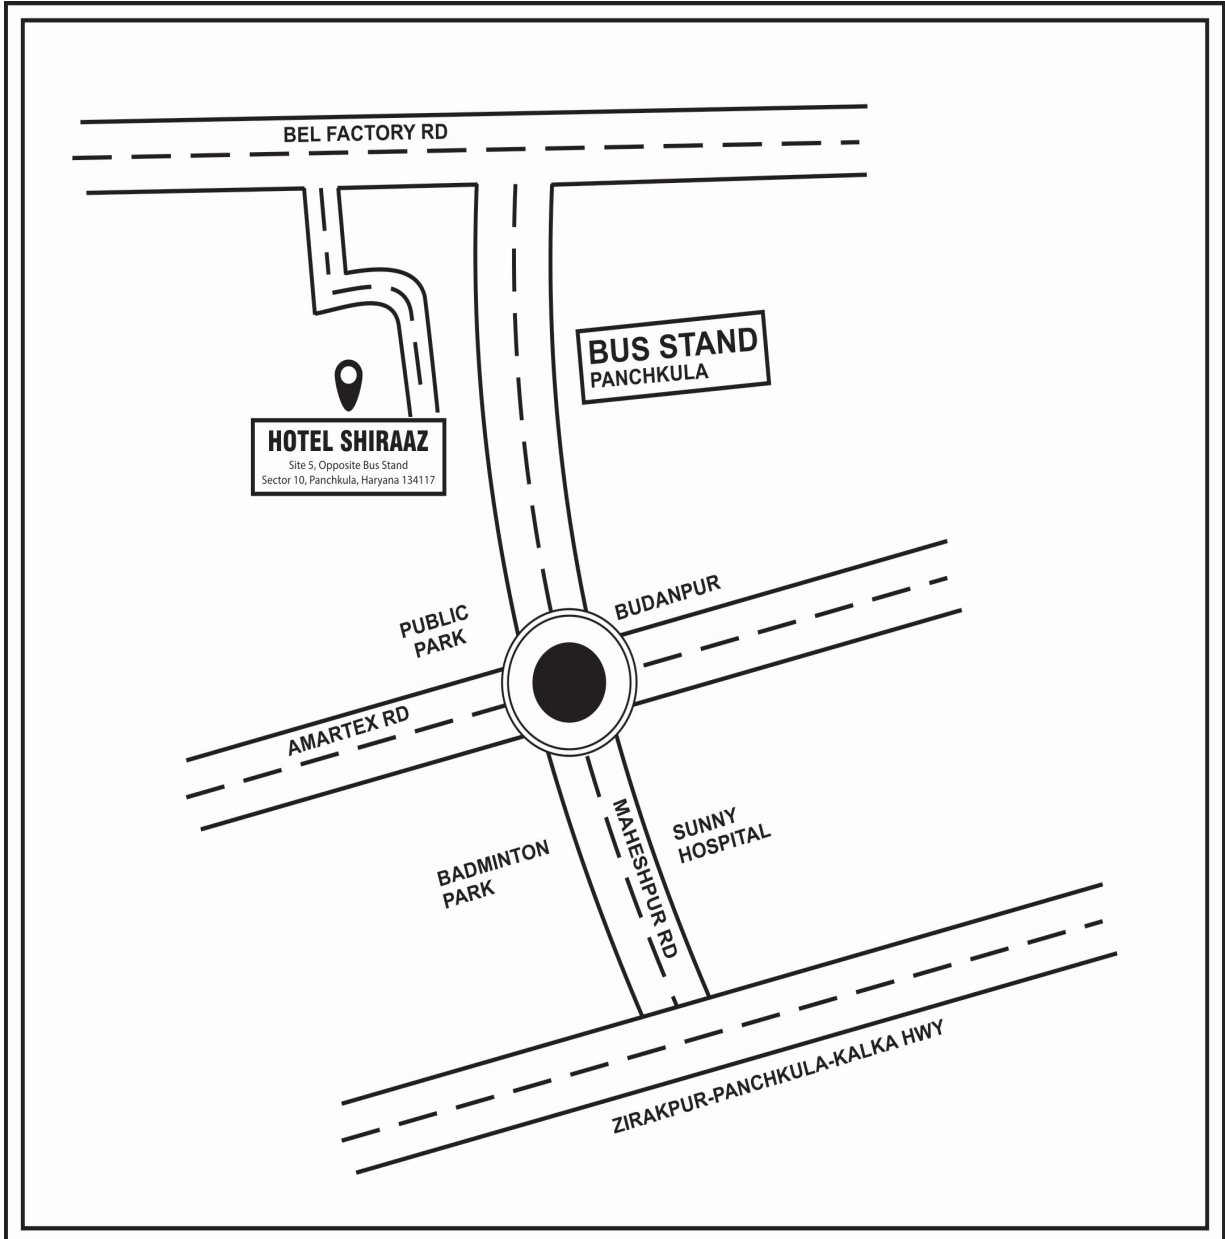 BEL FACTORY RD
BUS STAND
PANCHKULA
HOTEL SHIRAAZ
Site 5, Opposite Bus Stand
Sector 10, Panchkula, Haryana 134117
BUDANPUR
PUBLIC
PARK
AMARTEX RD
MAHESHPUR RD
SUNNY
HOSPITAL
BADMINTON
PARK
ZIRAKPUR-PANCHKULA-KALKA HWY